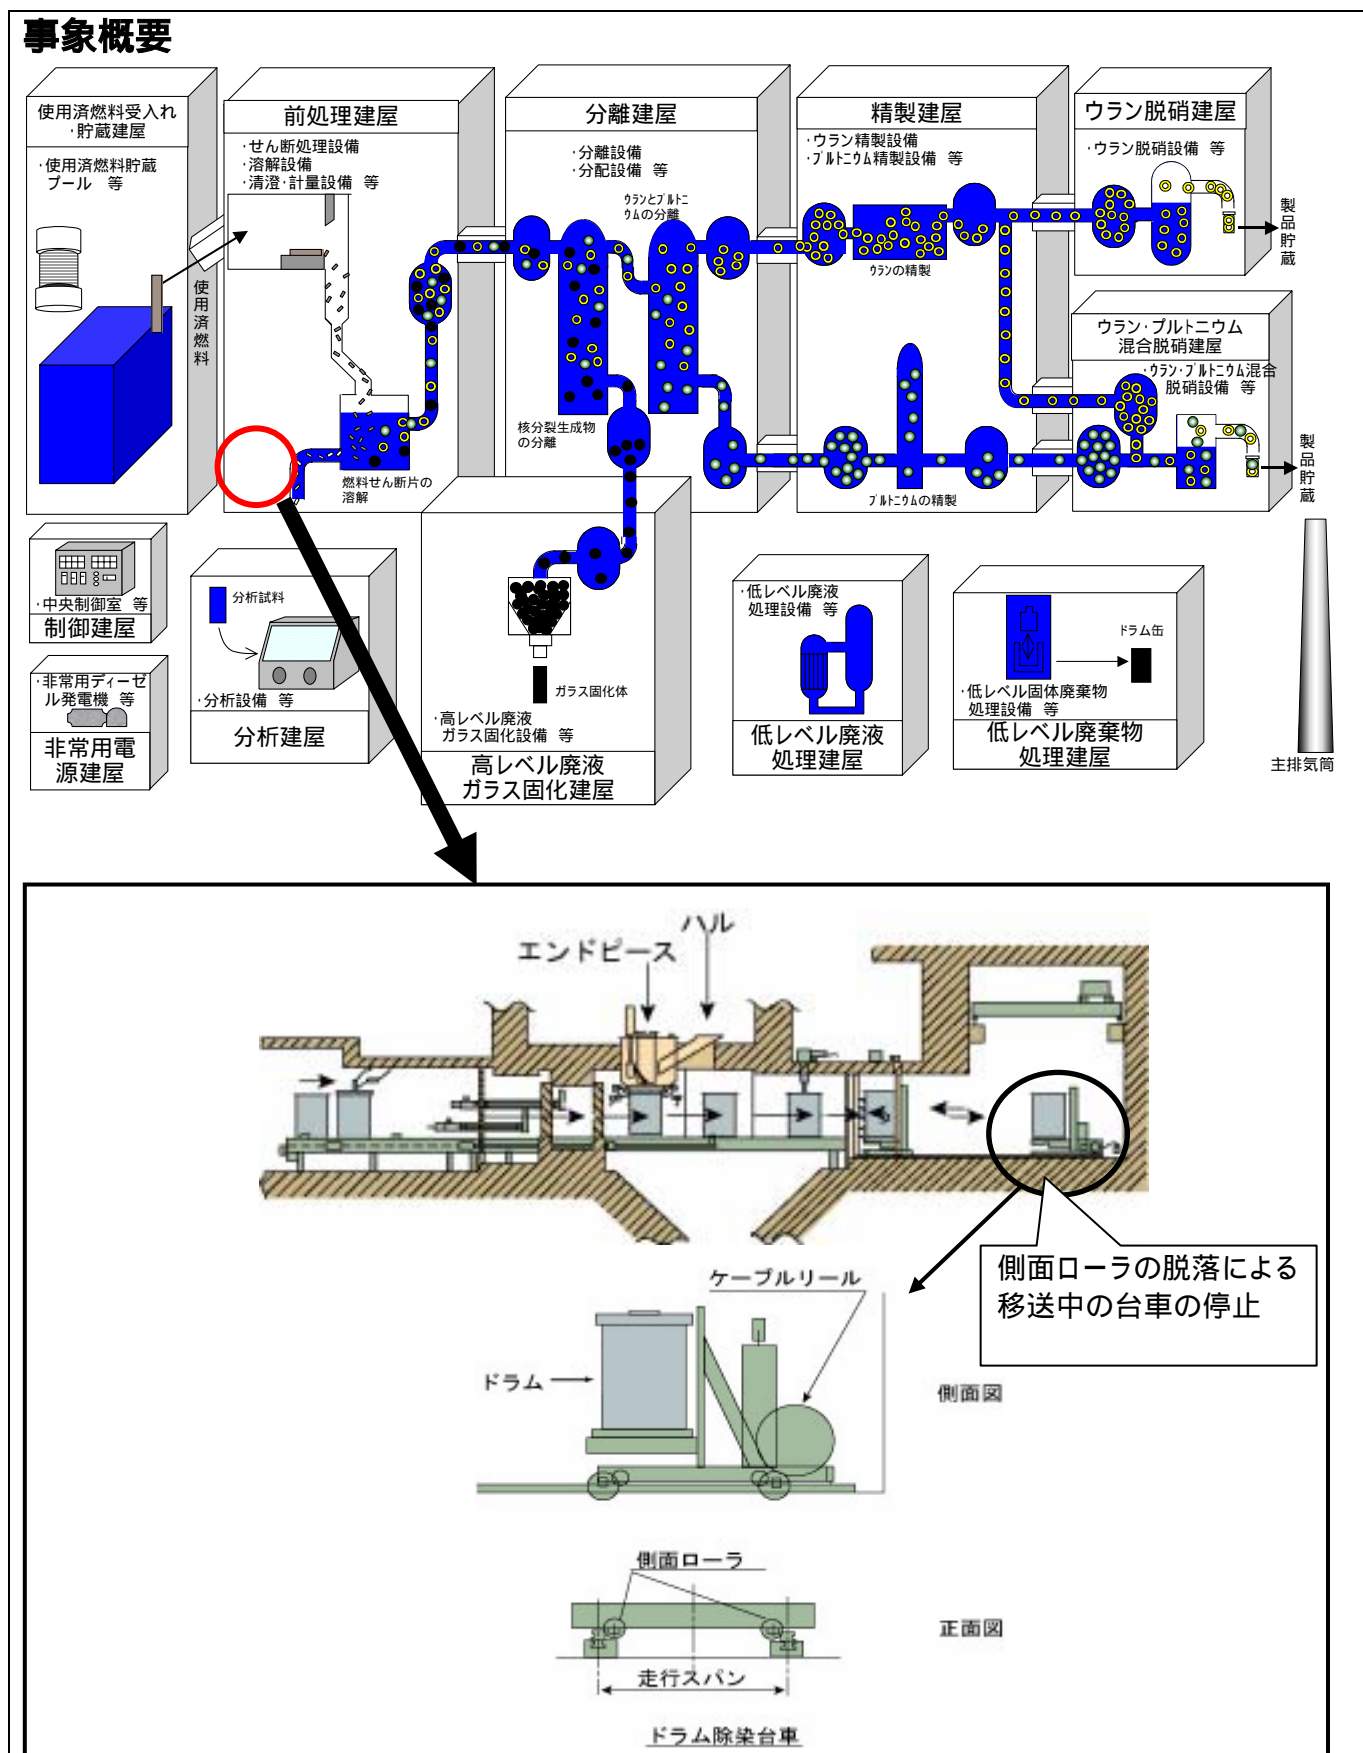 事象概要
使用済燃料受入れ
・貯蔵建屋
・使用済燃料貯蔵
プール 等
使用済燃料
前処理建屋
・せん断処理設備
・溶解設備
・清澄・計量設備 等
燃料せん断片の
溶解
分離建屋
・分離設備
・分配設備 等
ウランとプルトニ
ウムの分離
核分裂生成物
の分離
精製建屋
・ウラン精製設備
・プルトニウム精製設備 等
ウランの精製
プルトニウムの精製
ウラン脱硝建屋
・ウラン脱硝設備 等
製品貯蔵
ウラン・プルトニウム
混合脱硝建屋
・ウラン・プルトニウム混合
脱硝設備 等
製品貯蔵
・中央制御室 等
制御建屋
・非常用ディーゼ
ル発電機 等
非常用電
源建屋
分析試料
・分析設備 等
分析建屋
ガラス固化体
・高レベル廃液
ガラス固化設備 等
高レベル廃液
ガラス固化建屋
・低レベル廃液
処理設備 等
低レベル廃液
処理建屋
ドラム缶
・低レベル固体廃棄物
処理設備 等
低レベル廃棄物
処理建屋
主排気筒
ハル
エンドピース
側面ローラの脱落による
移送中の台車の停止
ケーブルリール
ドラム
側面図
側面ローラ
正面図
走行スパン
ドラム除染台車